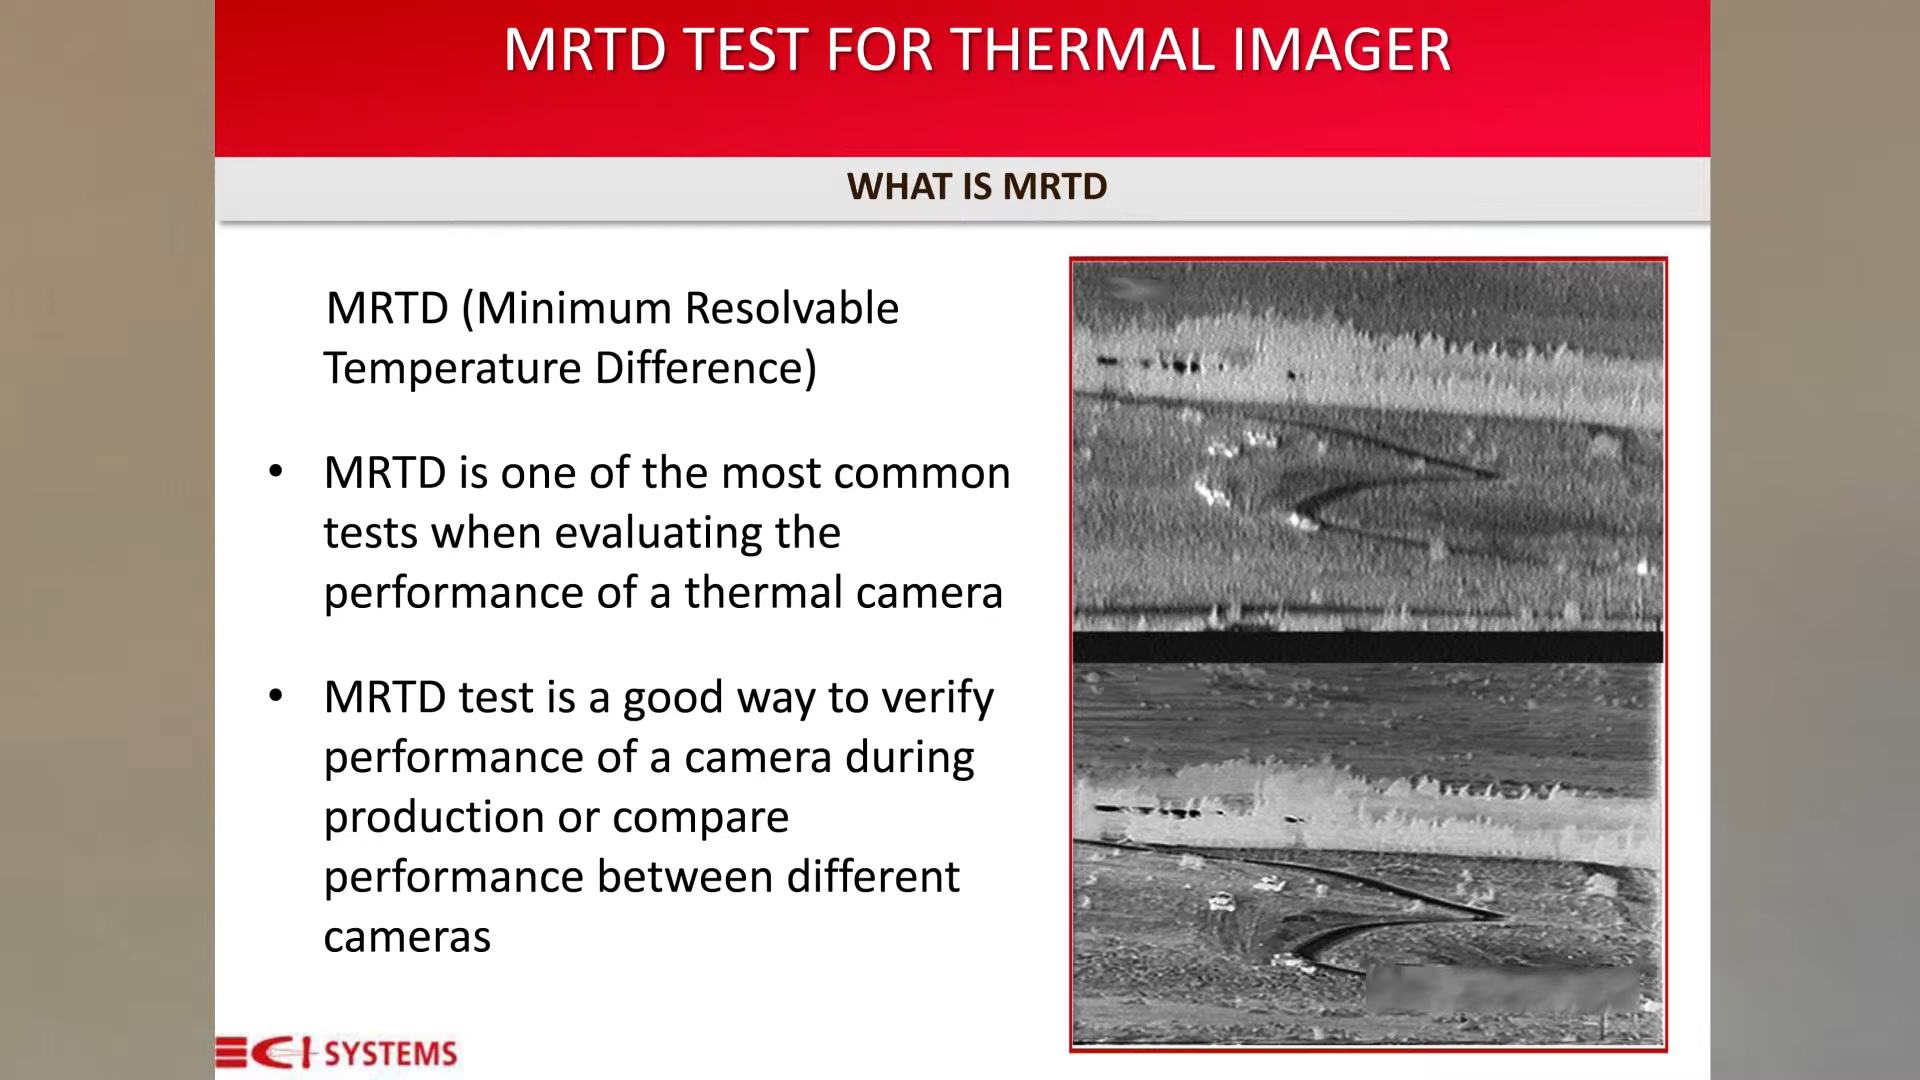 MRTD TEST FOR THERMAL IMAGER
WHAT IS MRTD
MRTD (Minimum Resolvable
Temperature Difference)
• MRTD is one of the most common
tests when evaluating the
performance of a thermal camera
• MRTD test is a good way to verify
performance of a camera during
production or compare
performance between different
cameras
CI SYSTEMS